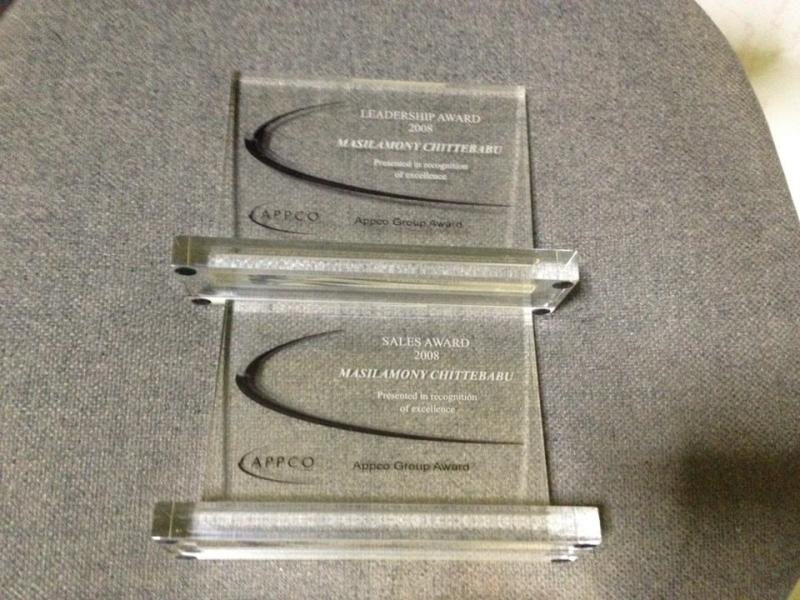 LEADERSHIP AWARD
2008
MASILAMONY CHITTEBABU
Presented in recognition
of excellence
APPCO
Appco Group Award
SALES AWARD
2008
MASILAMONY CHITTEBABU
Presented in recognition
of excellence
APPCO
Appco Group Award